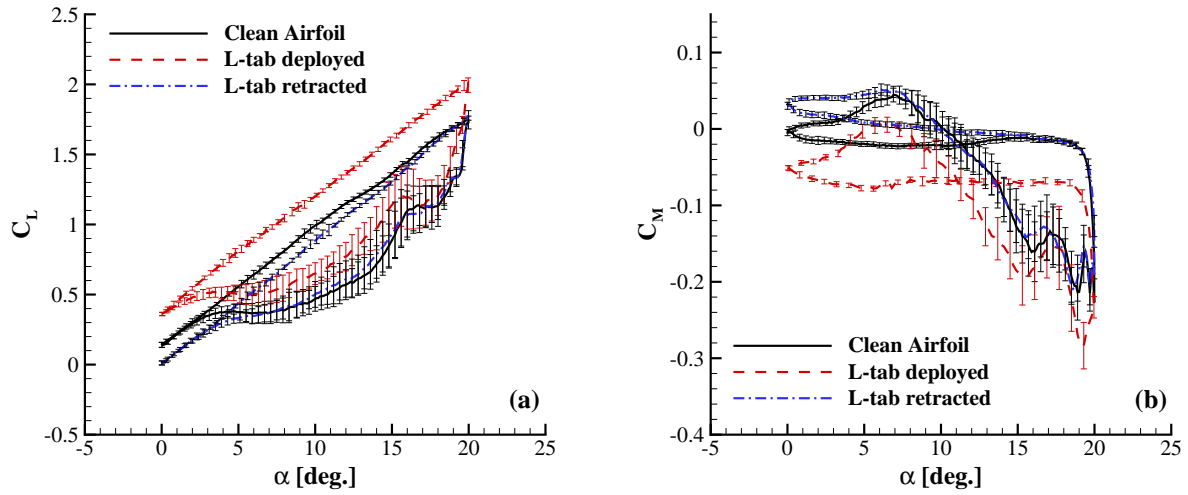 2.5
2
1.5
1
0.5
0
-0.5
-5
0
5
10
15
20
25
C_L
α [deg.]
Clean Airfoil
L-tab deployed
L-tab retracted
(a)
0.1
0
-0.1
-0.2
-0.3
-0.4
-5
0
5
10
15
20
25
C_M
α [deg.]
Clean Airfoil
L-tab deployed
L-tab retracted
(b)